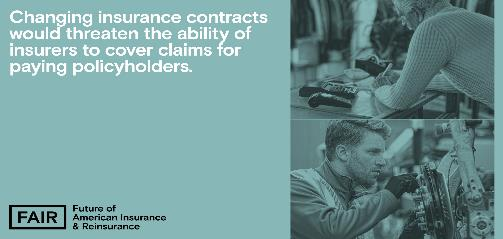 Changing insurance contracts
would threaten the ability of
insurers to cover claims for
paying policyholders.
FAIR
Future of
American Insurance
& Reinsurance